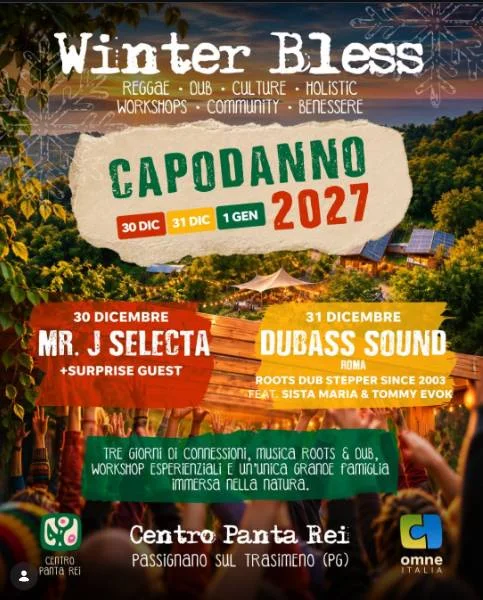 Winter Bless
REGGAE • DUB • CULTURE • HOLISTIC
WORKSHOPS • COMMUNITY • BENESSERE
CAPODANNO
30 DIC 31 DIC 1 GEN 2027
30 DICEMBRE
MR. J SELECTA
+SURPRISE GUEST
31 DICEMBRE
DUBASS SOUND
ROMA
ROOTS DUB STEPPER SINCE 2003
FEAT. SISTA MARIA & TOMMY EVOK
TRE GIORNI DI CONNESSIONI, MUSICA ROOTS & DUB,
WORKSHOP ESPERIENZIALI E UN'UNICA GRANDE FAMIGLIA
IMMERSA NELLA NATURA.
CENTRO
PANTA REI
Centro Panta Rei
PASSIGNANO SUL TRASIMENO (PG)
omne
ITALIA